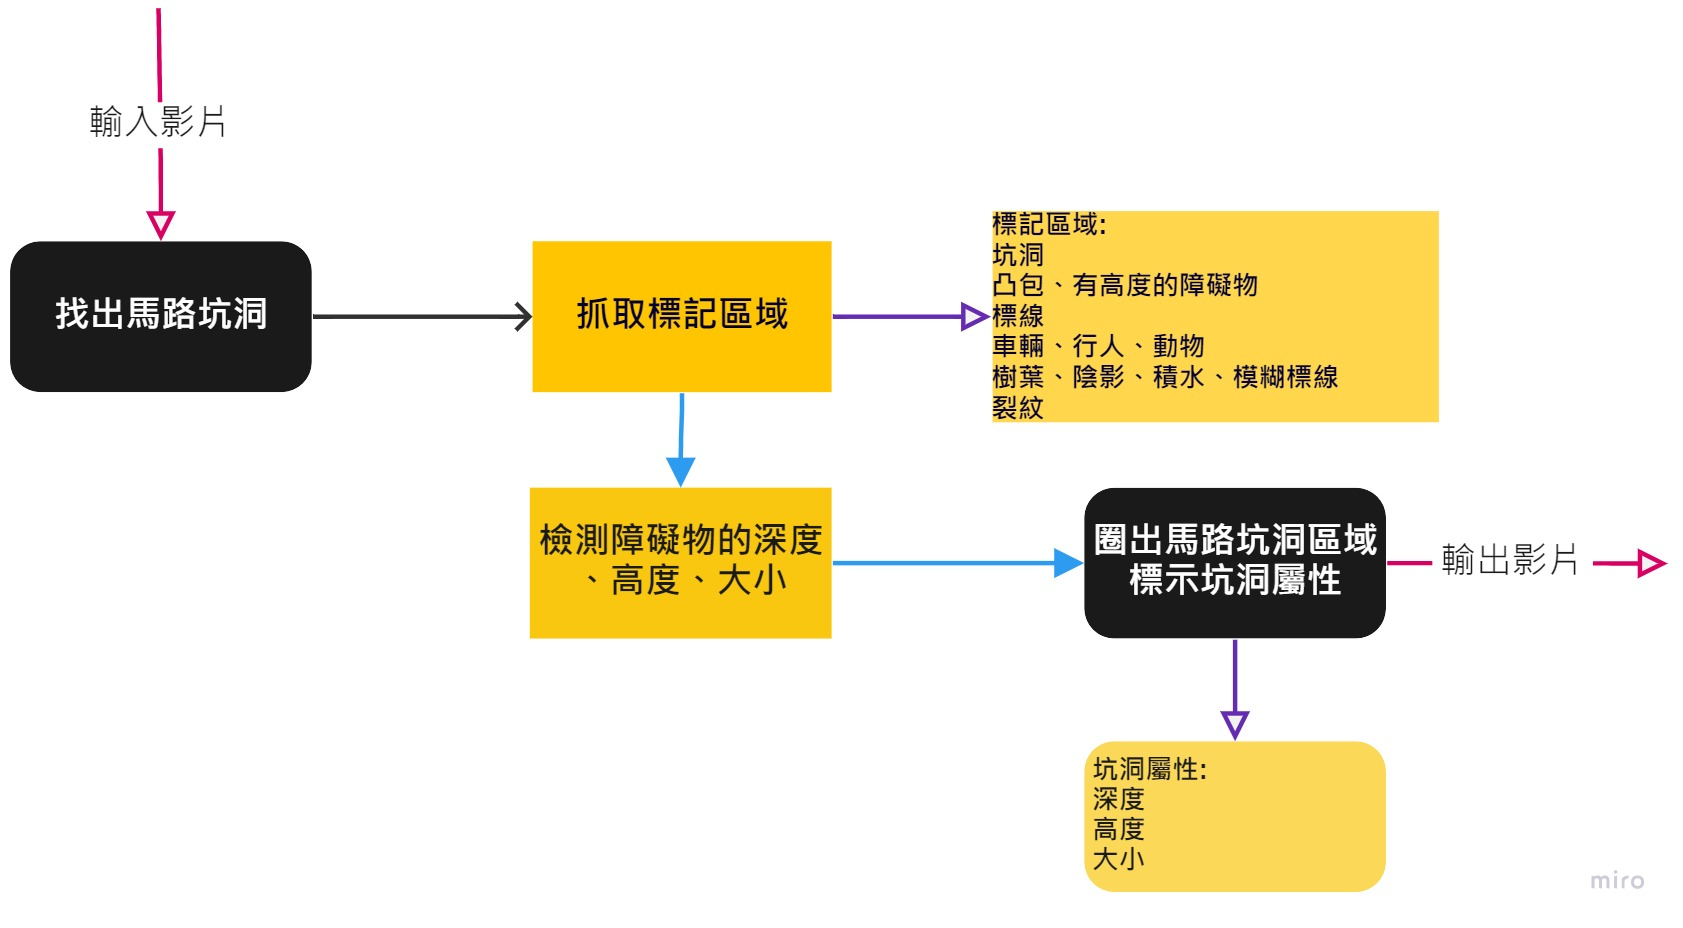 輸入影片
找出馬路坑洞
抓取標記區域
標記區域:
坑洞
凸包、有高度的障礙物
標線
車輛、行人、動物
樹葉、陰影、積水、模糊標線
裂紋
檢測障礙物的深度
、高度、大小
圈出馬路坑洞區域
標示坑洞屬性
輸出影片
坑洞屬性:
深度
高度
大小
miro